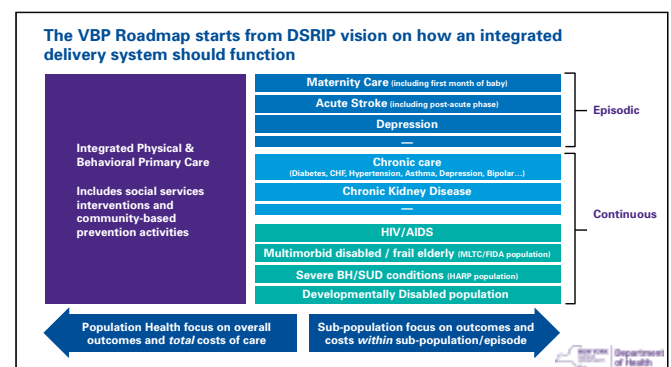 The VBP Roadmap starts from DSRIP vision on how an integrated
delivery system should function
Integrated Physical &
Behavioral Primary Care
Includes social services
interventions and
community-based
prevention activities
Maternity Care (including first month of baby)
Acute Stroke (including post-acute phase)
Depression
—
Chronic care
(Diabetes, CHF, Hypertension, Asthma, Depression, Bipolar…)
Chronic Kidney Disease
—
HIV/AIDS
Multimorbid disabled / frail elderly (MLTC/FIDA population)
Severe BH/SUD conditions (HARP population)
Developmentally Disabled population
Episodic
Continuous
Population Health focus on overall
outcomes and total costs of care
Sub-population focus on outcomes and
costs within sub-population/episode
NEW YORK
Department
of Health